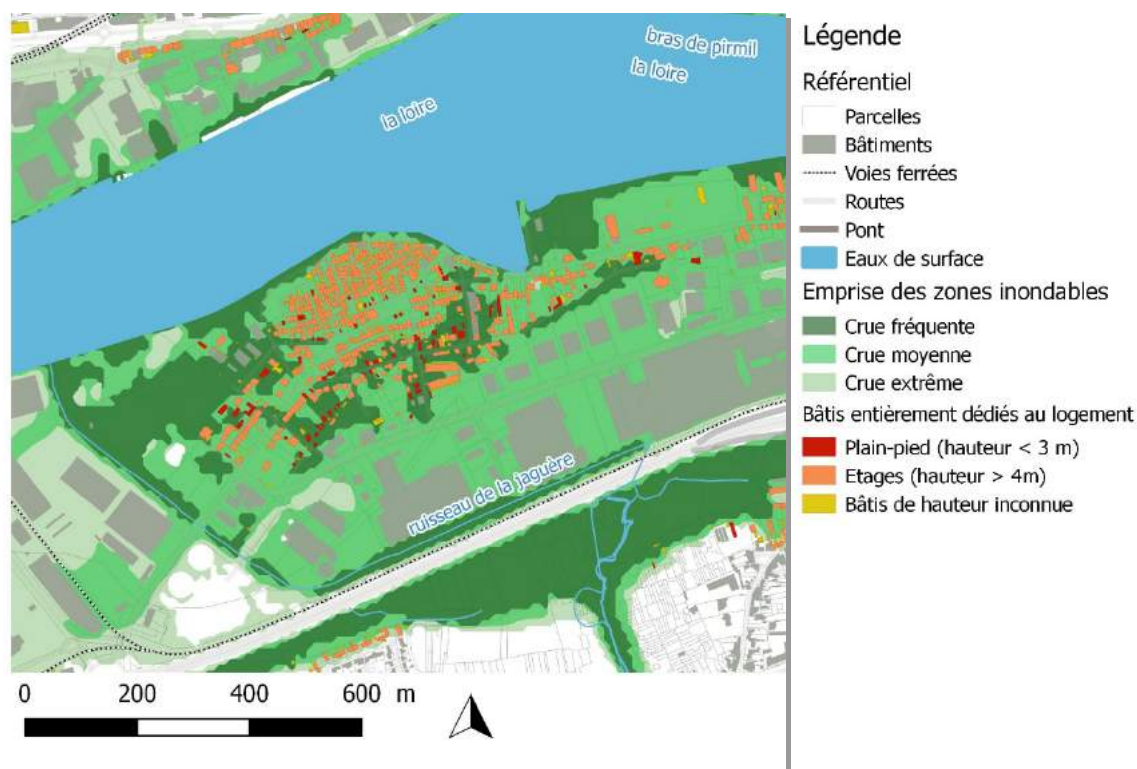 bras de pirmil
la loire
la loire
ruisseau de la jaguère
0 200 400 600 m
Légende
Référentiel
Parcelles
Bâtiments
Voies ferrées
Routes
Pont
Eaux de surface
Emprise des zones inondables
Crue fréquente
Crue moyenne
Crue extrême
Bâtis entièrement dédiés au logement
Plain-pied (hauteur < 3 m)
Etages (hauteur > 4m)
Bâtis de hauteur inconnue